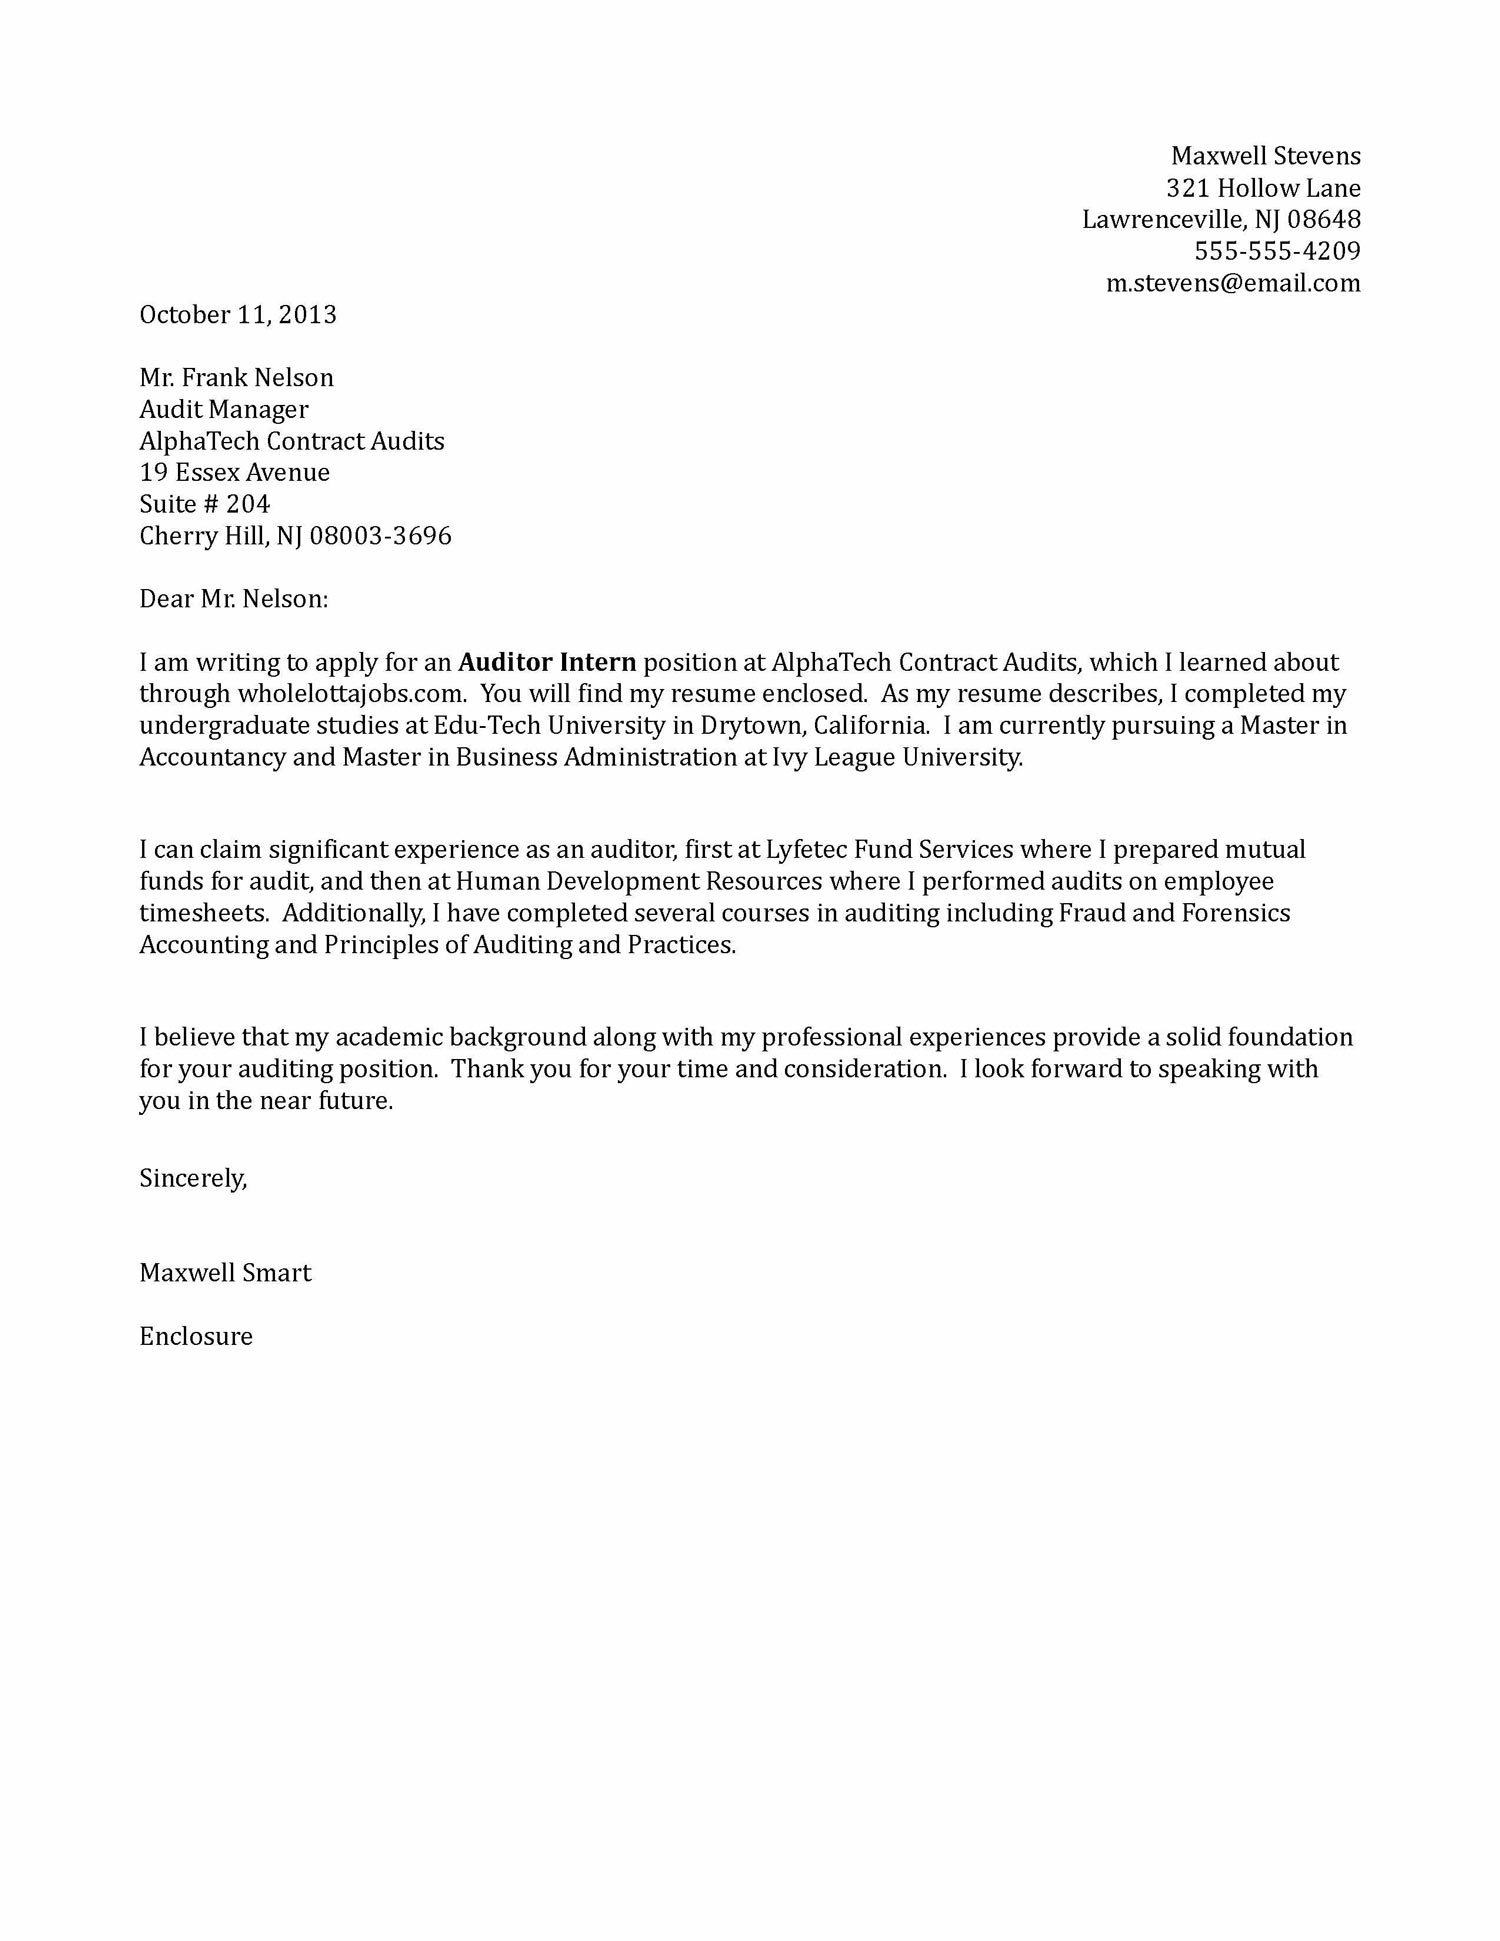 Maxwell Stevens
321 Hollow Lane
Lawrenceville, NJ 08648
555-555-4209
m.stevens@email.com
October 11, 2013
Mr. Frank Nelson
Audit Manager
AlphaTech Contract Audits
19 Essex Avenue
Suite # 204
Cherry Hill, NJ 08003-3696
Dear Mr. Nelson:
I am writing to apply for an Auditor Intern position at AlphaTech Contract Audits, which I learned about
through wholelottajobs.com.  You will find my resume enclosed.  As my resume describes, I completed my
undergraduate studies at Edu-Tech University in Drytown, California.  I am currently pursuing a Master in
Accountancy and Master in Business Administration at Ivy League University.
I can claim significant experience as an auditor, first at Lyfetec Fund Services where I prepared mutual
funds for audit, and then at Human Development Resources where I performed audits on employee
timesheets.  Additionally, I have completed several courses in auditing including Fraud and Forensics
Accounting and Principles of Auditing and Practices.
I believe that my academic background along with my professional experiences provide a solid foundation
for your auditing position.  Thank you for your time and consideration.  I look forward to speaking with
you in the near future.
Sincerely,
Maxwell Smart
Enclosure